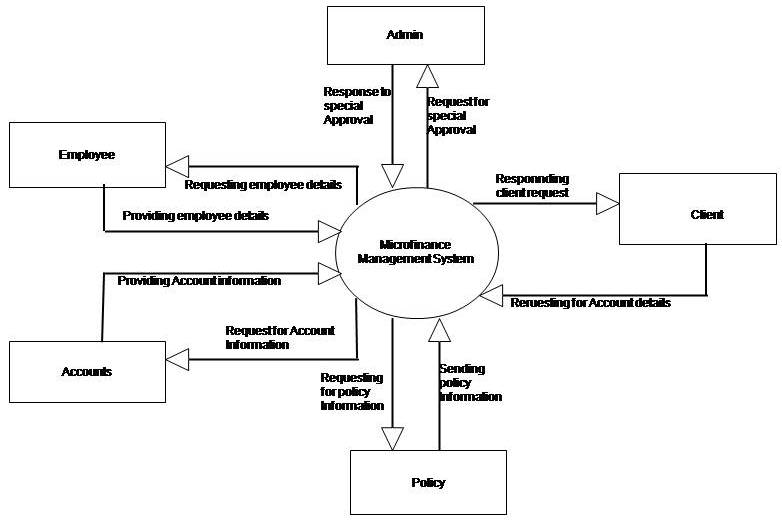 Admin
Response to
special
Approval
Request for
special
Approval
Employee
Requesting employee details
Providing employee details
Responnding
client request
Client
Microfinance
Management System
Providing Account information
Reruesting for Account details
Request for Account
Information
Accounts
Requesting
for policy
Information
Sending
policy
Information
Policy